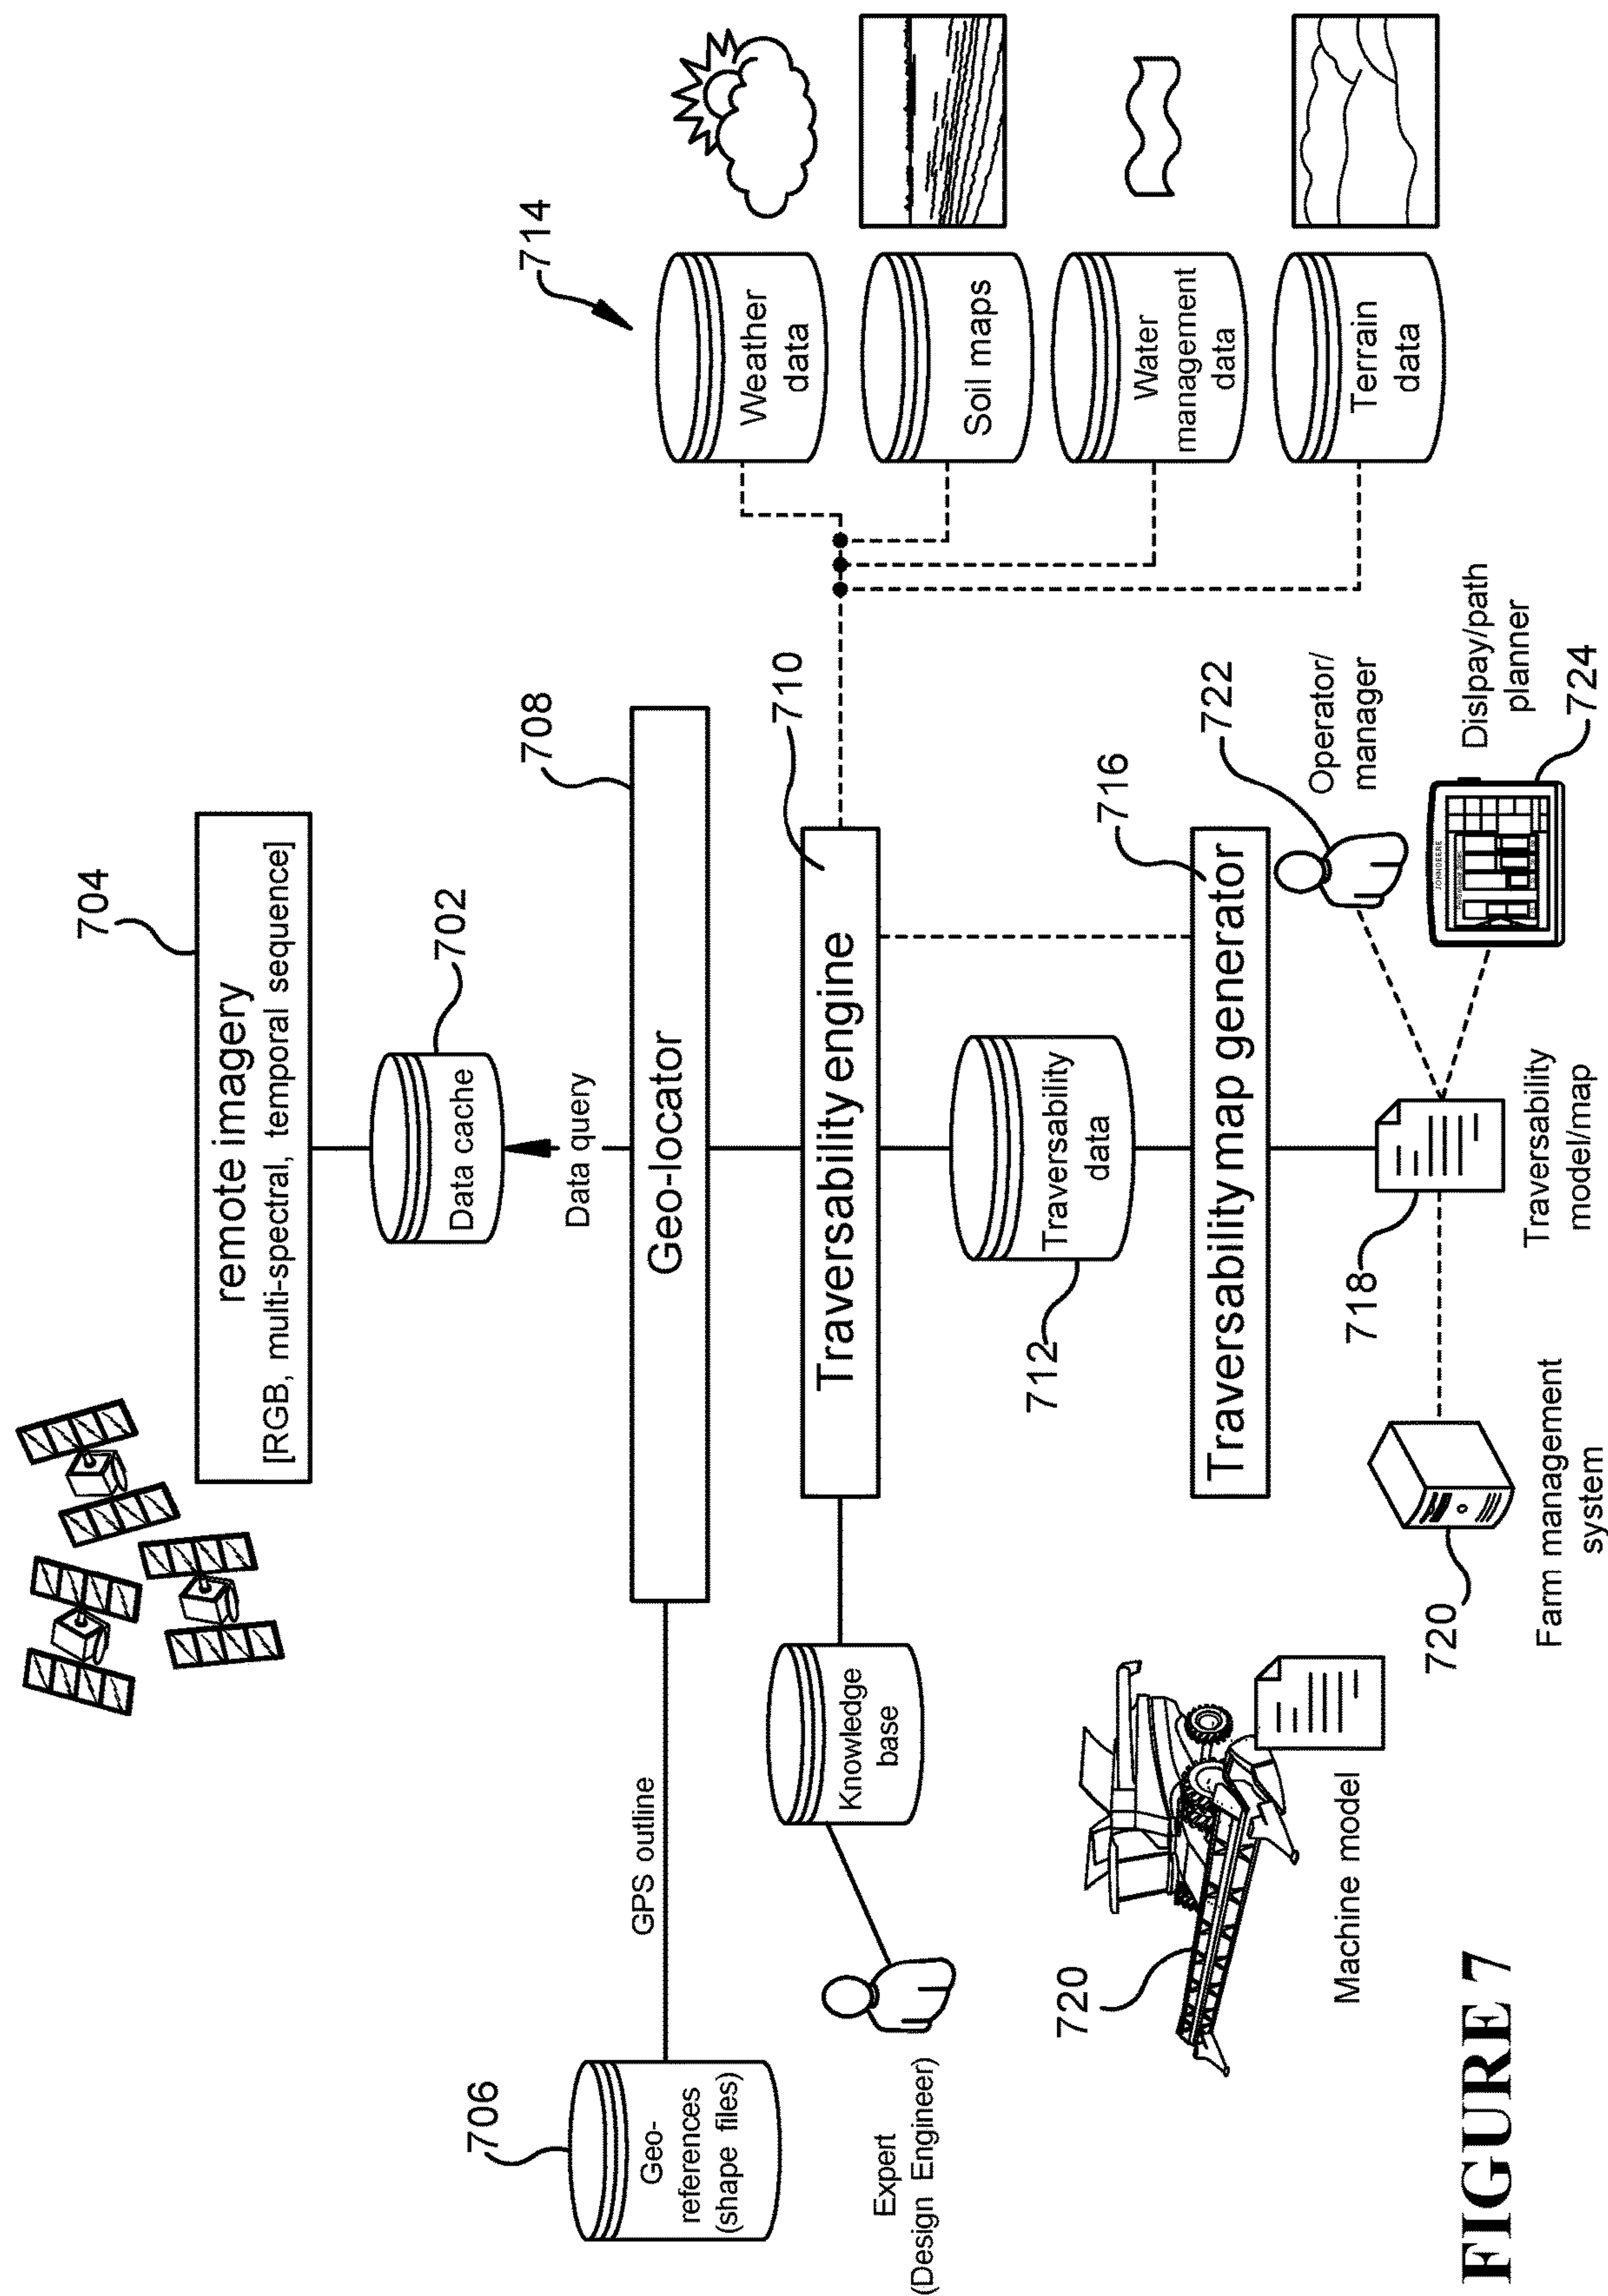 704
remote imagery
[RGB, multi-spectral, temporal sequence]
702
Data cache
Data query
706
Geo-
references
(shape files)
GPS outline
708
Geo-locator
714
Weather
data
Soil maps
Water
management
data
Terrain
data
Expert
(Design Engineer)
Knowledge
base
710
Traversability engine
712
Traversability
data
716
Traversability map generator
720
Machine model
720
Farm management
system
718
Traversability
model/map
722
Operator/
manager
JOHN DEERE
Dislpay/path
planner
724
FIGURE 7